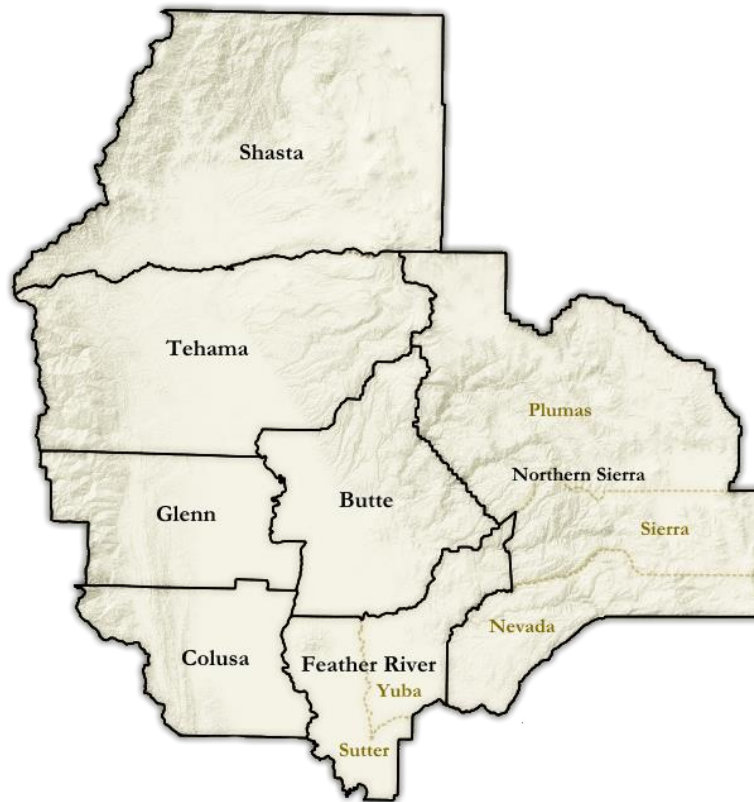 Shasta
Tehama
Plumas
Northern Sierra
Butte
Glenn
Sierra
Nevada
Colusa
Feather River
Yuba
Sutter